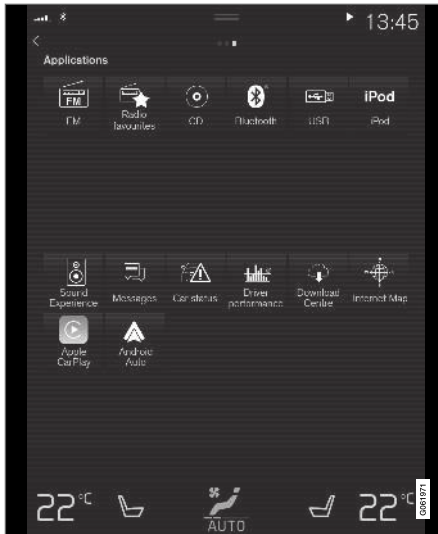 13:45
Applications
FM
FM
Radio
favourites
CD
Bluetooth
USB
iPod
iPod
Sound
Experience
Messages
Car status
Driver
performance
Download
Centre
Internet Map
Apple
CarPlay
Android
Auto
22°C
AUTO
22°C
G061971